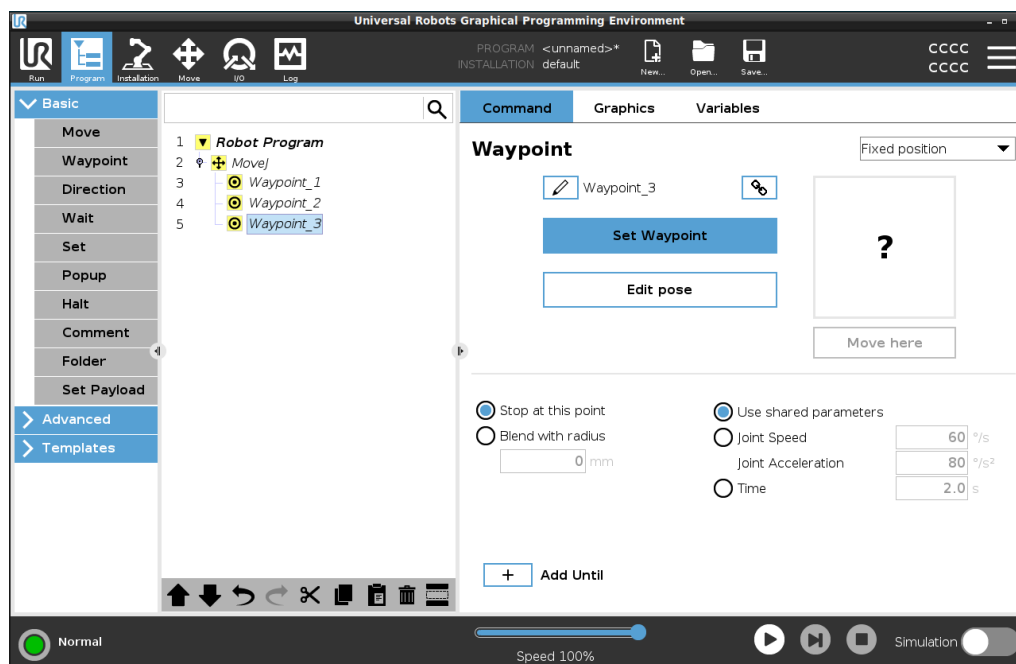 UR
Universal Robots Graphical Programming Environment
Run
Program
Installation
Move
I/O
Log
PROGRAM <unnamed>*
INSTALLATION default
New...
Open...
Save...
CCCC
CCCC
Basic
Move
Waypoint
Direction
Wait
Set
Popup
Halt
Comment
Folder
Set Payload
Advanced
Templates
1 Robot Program
2 MoveJ
3 Waypoint_1
4 Waypoint_2
5 Waypoint_3
Command Graphics Variables
Waypoint
Fixed position
Waypoint_3
Set Waypoint
?
Edit pose
Move here
Stop at this point
Blend with radius
0 mm
Use shared parameters
Joint Speed 60 °/s
Joint Acceleration 80 °/s²
Time 2.0 s
+ Add Until
Normal
Speed 100%
Simulation